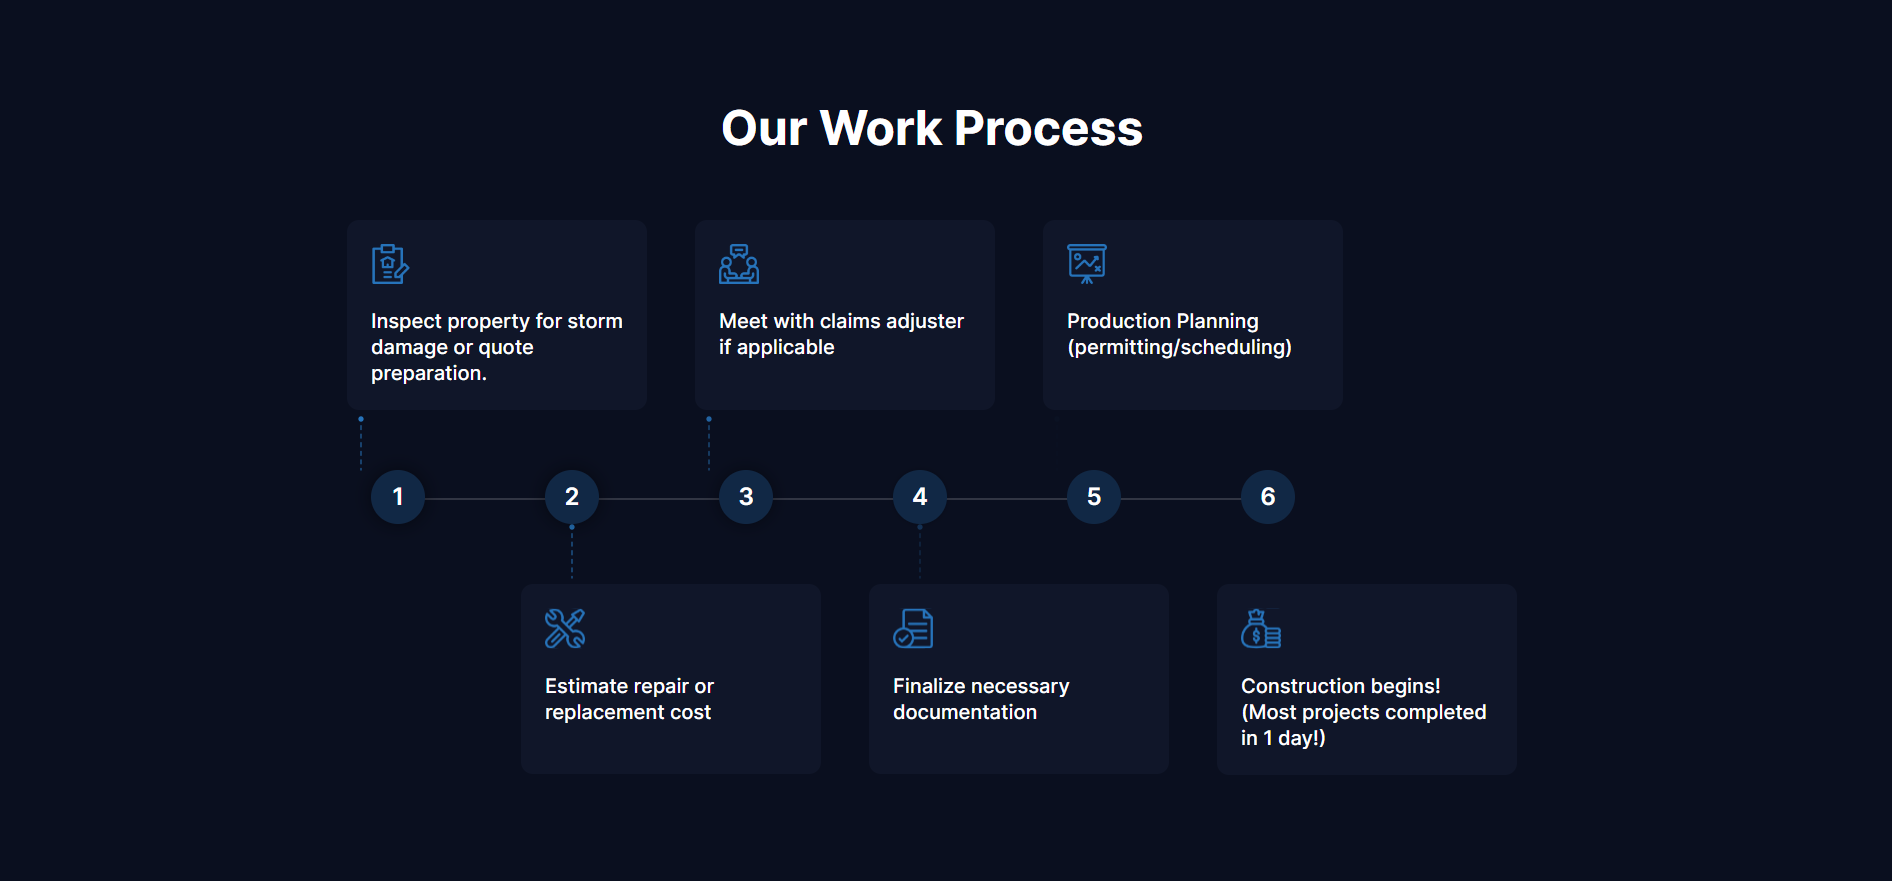 Our Work Process
Inspect property for storm
damage or quote
preparation.
Meet with claims adjuster
if applicable
Production Planning
(permitting/scheduling)
1
2
3
4
5
6
Estimate repair or
replacement cost
Finalize necessary
documentation
Construction begins!
(Most projects completed
in 1 day!)